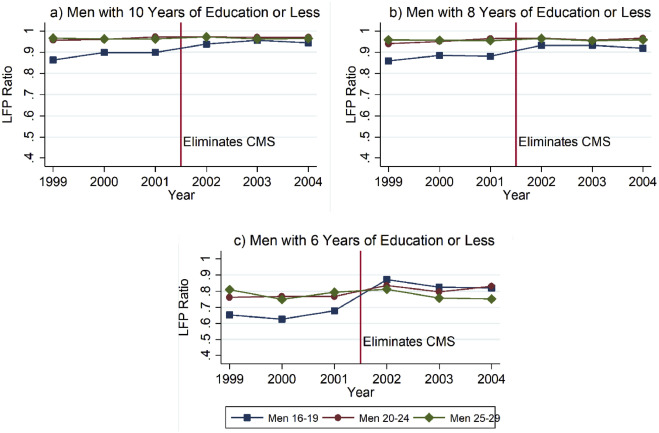 a) Men with 10 Years of Education or Less
LFP Ratio
1
.9
.8
.7
.6
.5
.4
Eliminates CMS
1999 2000 2001 2002 2003 2004
Year
b) Men with 8 Years of Education or Less
LFP Ratio
1
.9
.8
.7
.6
.5
.4
Eliminates CMS
1999 2000 2001 2002 2003 2004
Year
c) Men with 6 Years of Education or Less
LFP Ratio
1
.9
.8
.7
.6
.5
.4
Eliminates CMS
1999 2000 2001 2002 2003 2004
Year
Men 16-19 Men 20-24 Men 25-29